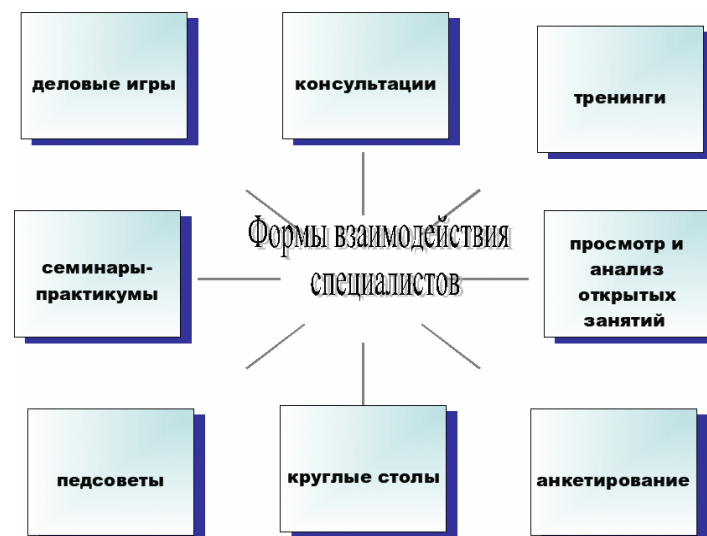 деловые игры
консультации
тренинги
Формы взаимодействия
специалистов
семинары-
практикумы
просмотр и
анализ
открытых
занятий
педсоветы
круглые столы
анкетирование